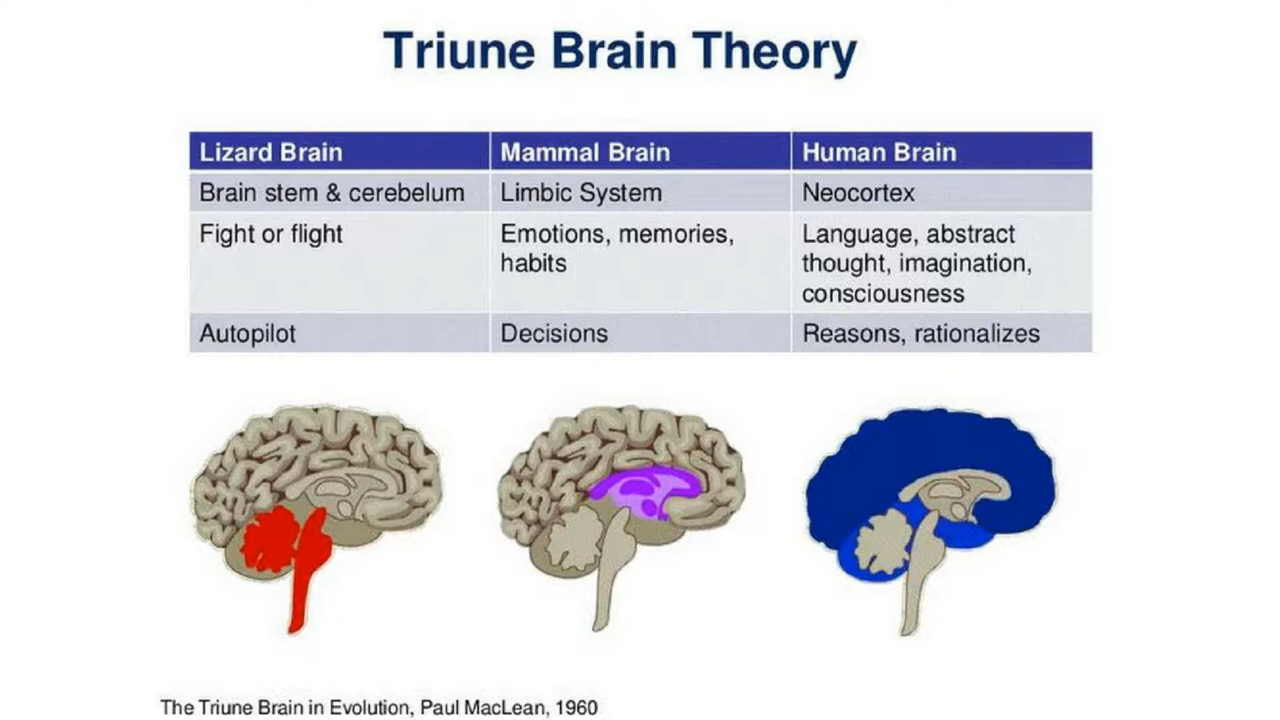 Triune Brain Theory
Lizard Brain Mammal Brain Human Brain
Brain stem & cerebelum Limbic System Neocortex
Fight or flight Emotions, memories, Language, abstract
habits thought, imagination,
consciousness
Autopilot Decisions Reasons, rationalizes
The Triune Brain in Evolution, Paul MacLean, 1960